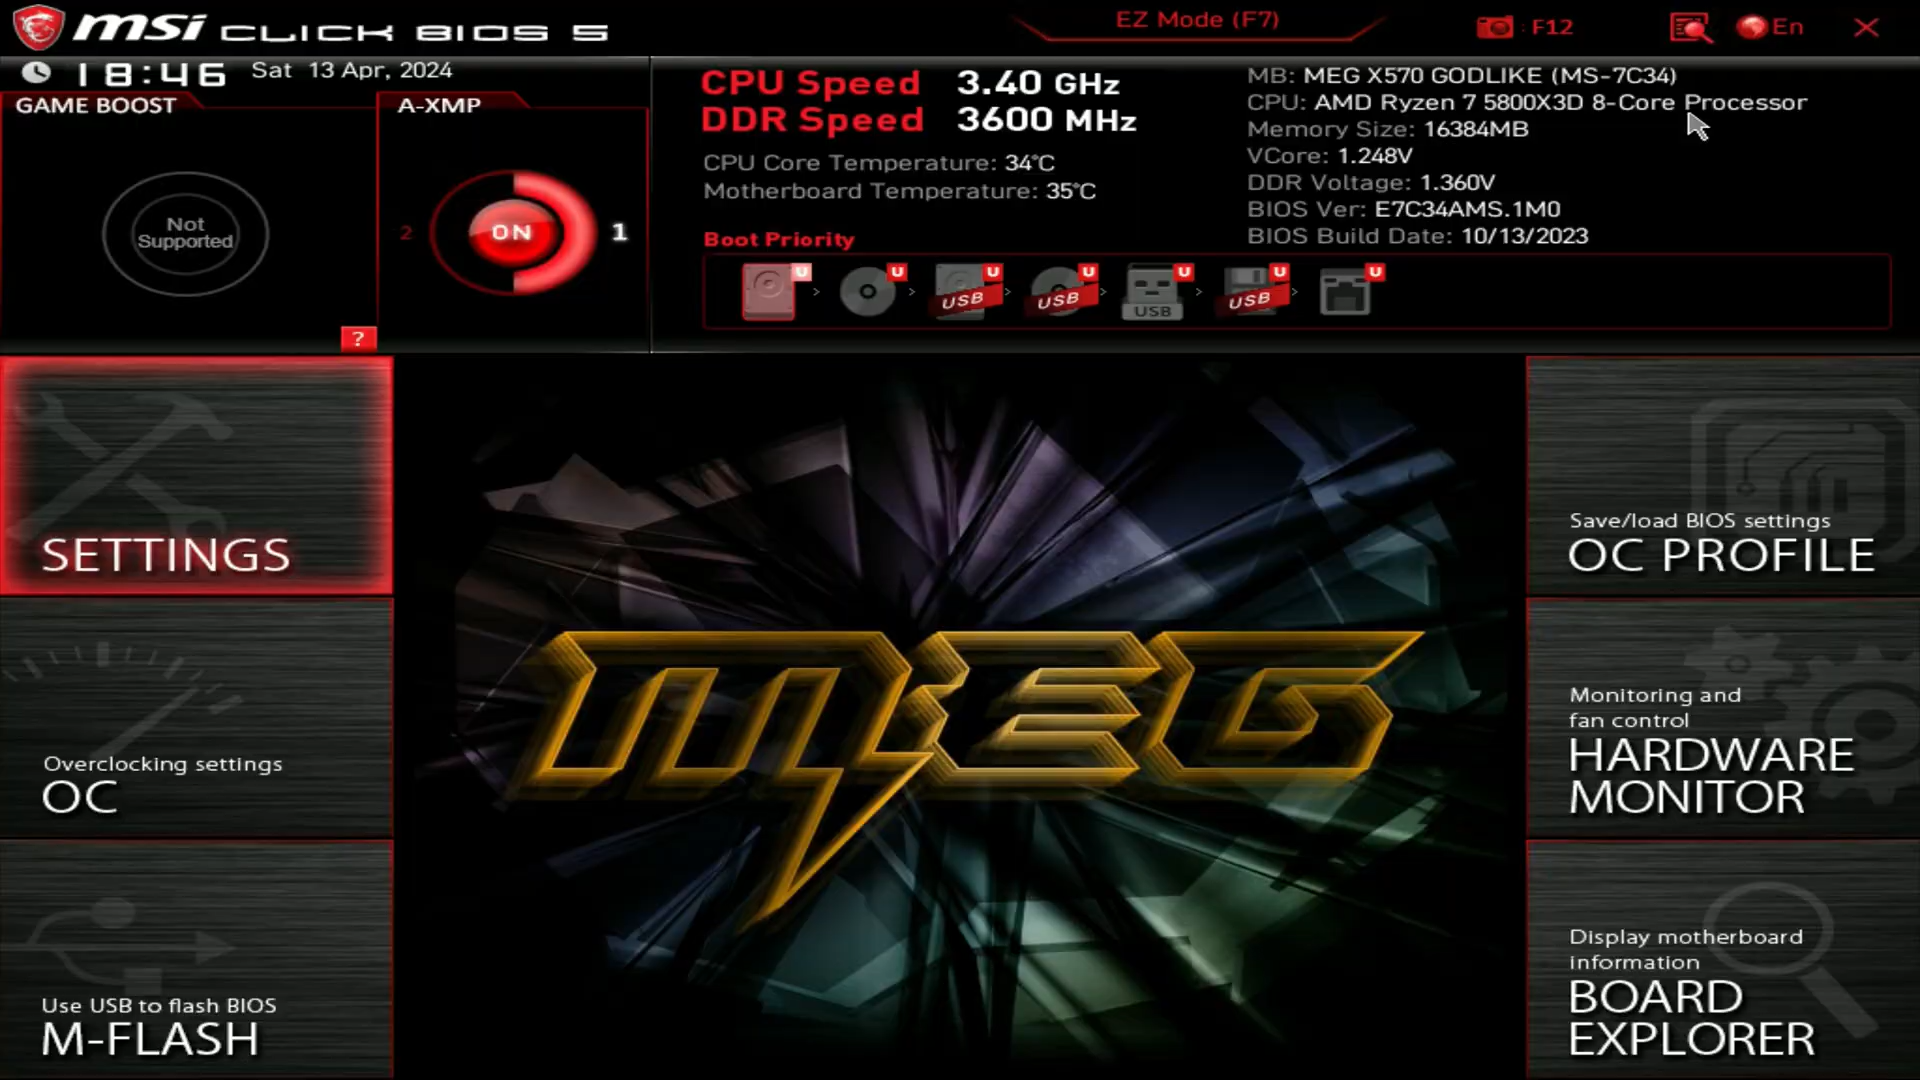 msi CLICK BIOS 5
EZ Mode (F7)
: F12
En
18:46 Sat 13 Apr, 2024
GAME BOOST
Not
Supported
?
A-XMP
2 ON 1
CPU Speed 3.40 GHz
DDR Speed 3600 MHz
CPU Core Temperature: 34°C
Motherboard Temperature: 35°C
MB: MEG X570 GODLIKE (MS-7C34)
CPU: AMD Ryzen 7 5800X3D 8-Core Processor
Memory Size: 16384MB
VCore: 1.248V
DDR Voltage: 1.360V
BIOS Ver: E7C34AMS.1M0
BIOS Build Date: 10/13/2023
Boot Priority
U U U U U U U
USB USB USB USB
SETTINGS
Overclocking settings
OC
Use USB to flash BIOS
M-FLASH
MEG
Save/load BIOS settings
OC PROFILE
Monitoring and
fan control
HARDWARE
MONITOR
Display motherboard
information
BOARD
EXPLORER